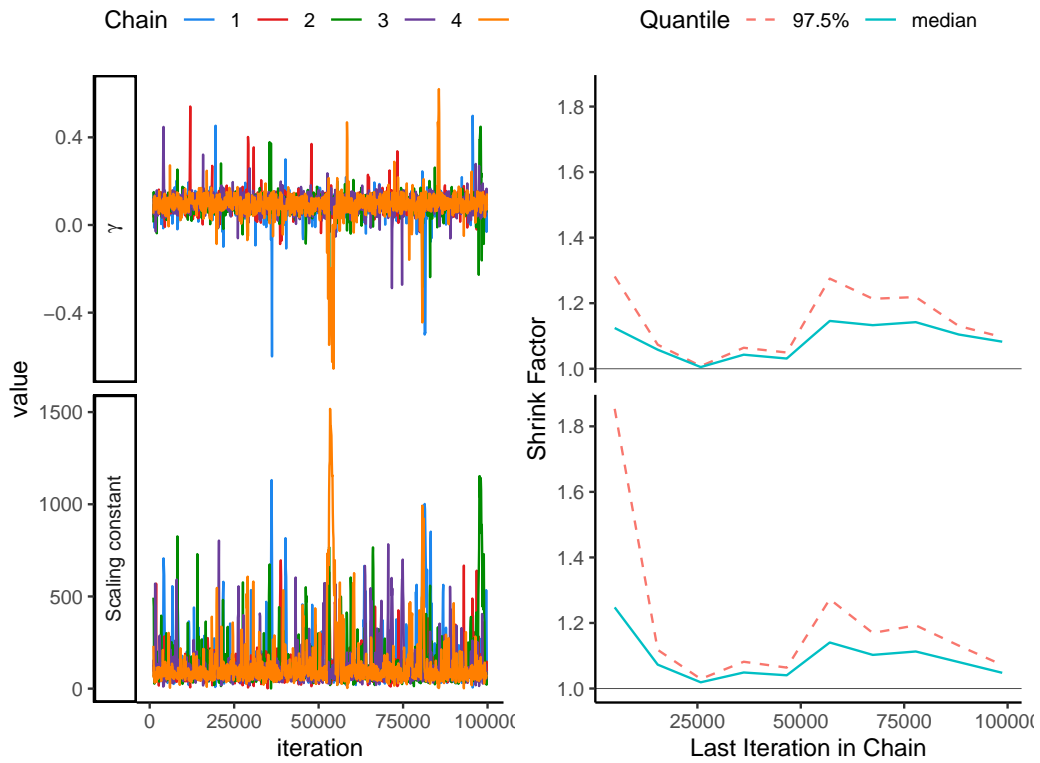 Chain 1 2 3 4
Quantile 97.5% median
value
γ
0.4
0.0
−0.4
Scaling constant
1500
1000
500
0
0 25000 50000 75000 100000
iteration
Shrink Factor
1.8
1.6
1.4
1.2
1.0
1.8
1.6
1.4
1.2
1.0
25000 50000 75000 100000
Last Iteration in Chain